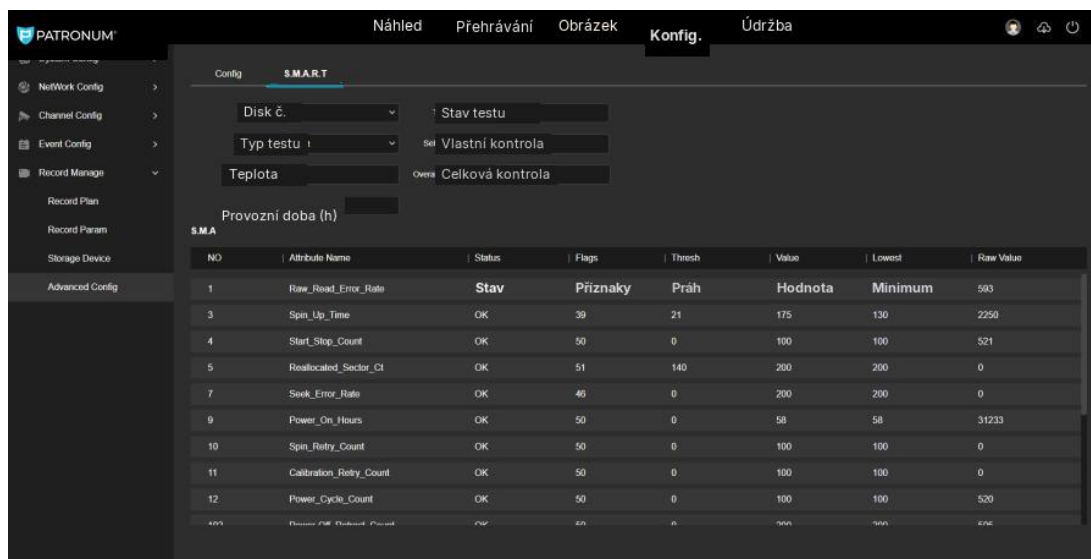 PATRONUM
Náhled Přehrávání Obrázek Konfig. Údržba
NetWork Config
Channel Config
Event Config
Record Manage
Record Plan
Record Param
Storage Device
Advanced Config
Config S.M.A.R.T
Disk č. Stav testu
Typ testu Vlastní kontrola
Teplota Celková kontrola
Provozní doba (h)
S.M.A
NO Attribute Name Status Flags Thresh Value Lowest Raw Value
1 Raw_Read_Error_Rate Stav Příznaky Práh Hodnota Minimum 593
3 Spin_Up_Time OK 39 21 175 130 2250
4 Start_Stop_Count OK 50 0 100 100 521
5 Reallocated_Sector_Ct OK 51 140 200 200 0
7 Seek_Error_Rate OK 46 0 200 200 0
9 Power_On_Hours OK 50 0 58 58 31233
10 Spin_Retry_Count OK 50 0 100 100 0
11 Calibration_Retry_Count OK 50 0 100 100 0
12 Power_Cycle_Count OK 50 0 100 100 520